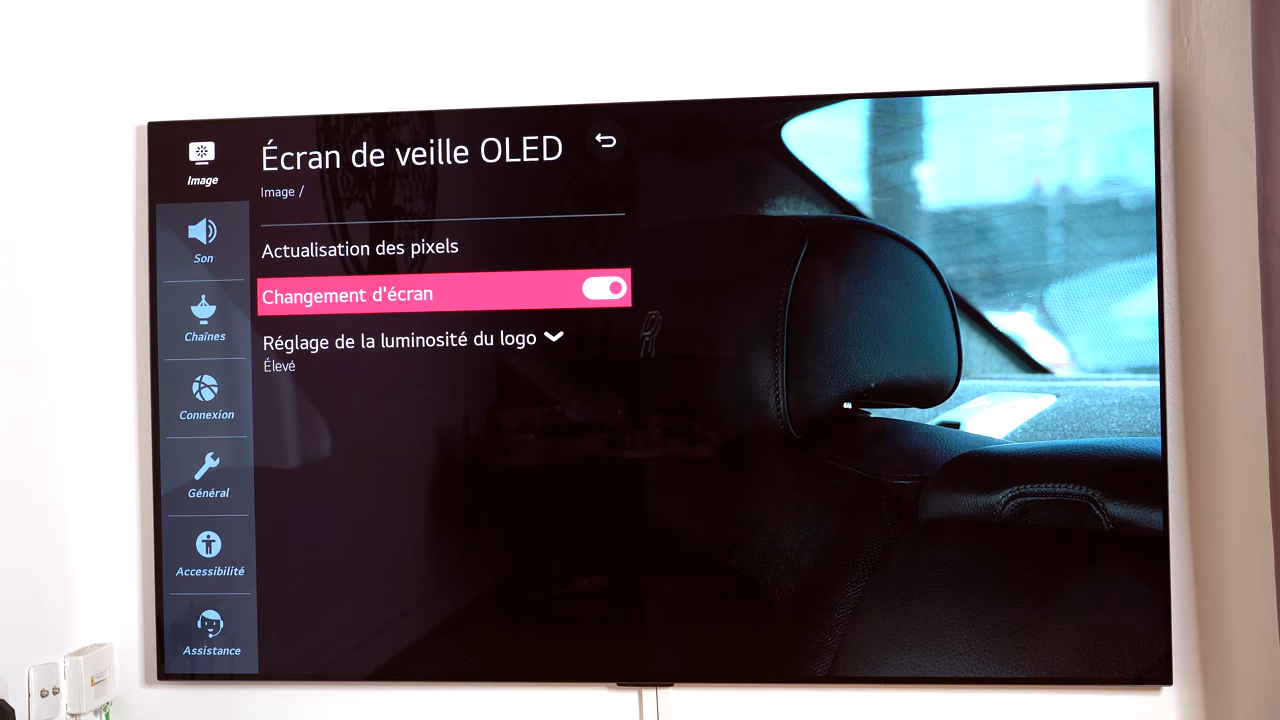 Écran de veille OLED
Image /
Image
Son
Chaînes
Connexion
Général
Accessibilité
Assistance
Actualisation des pixels
Changement d'écran
Réglage de la luminosité du logo
Élevé